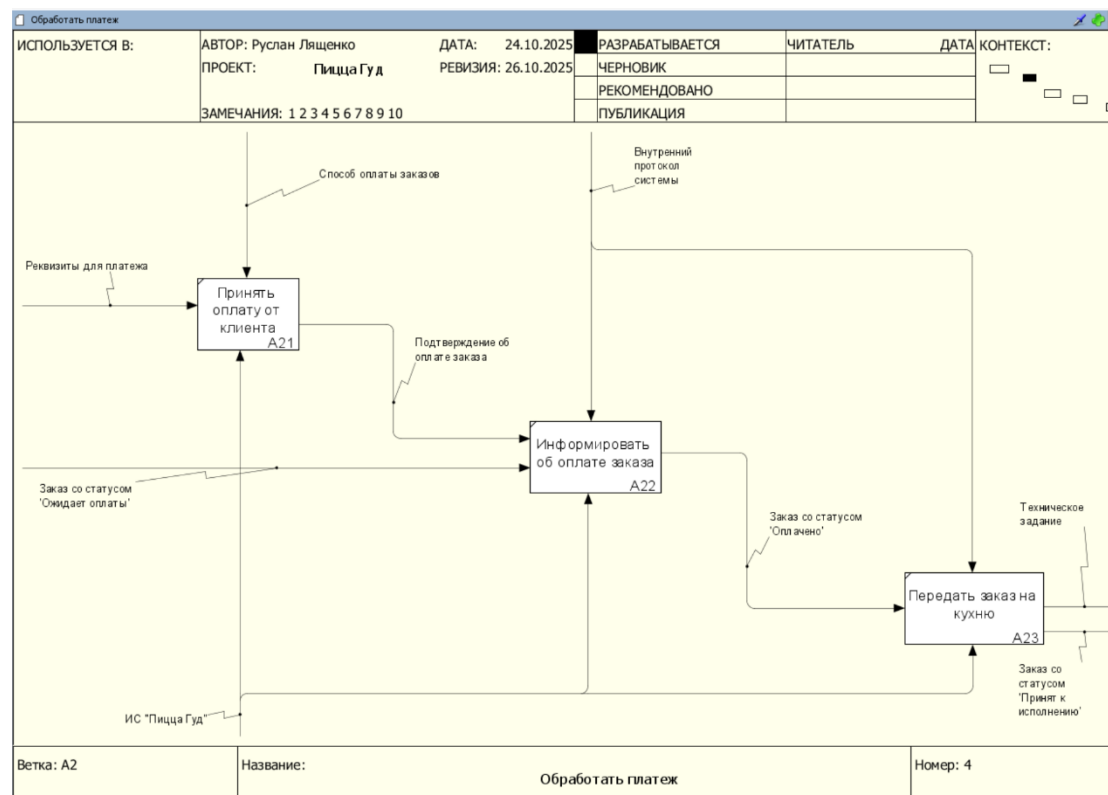 Обработать платеж
ИСПОЛЬЗУЕТСЯ В:
АВТОР: Руслан Лященко
ДАТА: 24.10.2025
ПРОЕКТ: Пицца Гуд
РЕВИЗИЯ: 26.10.2025
ЗАМЕЧАНИЯ: 1 2 3 4 5 6 7 8 9 10
РАЗРАБАТЫВАЕТСЯ
ЧЕРНОВИК
РЕКОМЕНДОВАНО
ПУБЛИКАЦИЯ
ЧИТАТЕЛЬ
ДАТА
КОНТЕКСТ:
Способ оплаты заказов
Внутренний
протокол
системы
Реквизиты для платежа
Принять
оплату от
клиента
A21
Подтверждение об
оплате заказа
Информировать
об оплате заказа
A22
Заказ со статусом
'Ожидает оплаты'
Заказ со статусом
'Оплачено'
Техническое
задание
Передать заказ на
кухню
A23
Заказ со
статусом
'Принят к
исполнению'
ИС "Пицца Гуд"
Ветка: A2
Название:
Обработать платеж
Номер: 4